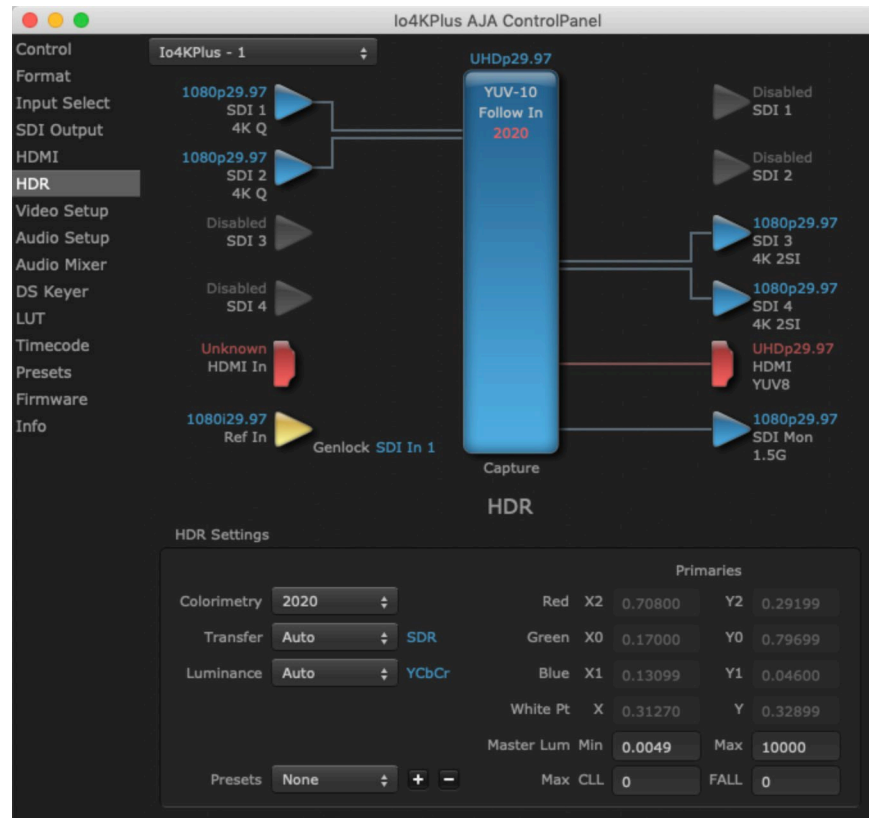 Io4KPlus AJA ControlPanel
Control
Format
Input Select
SDI Output
HDMI
HDR
Video Setup
Audio Setup
Audio Mixer
DS Keyer
LUT
Timecode
Presets
Firmware
Info
Io4KPlus - 1
1080p29.97
SDI 1
4K Q
1080p29.97
SDI 2
4K Q
Disabled
SDI 3
Disabled
SDI 4
Unknown
HDMI In
1080i29.97
Ref In
Genlock SDI In 1
UHDp29.97
YUV-10
Follow In
2020
Capture
Disabled
SDI 1
Disabled
SDI 2
1080p29.97
SDI 3
4K 2SI
1080p29.97
SDI 4
4K 2SI
UHDp29.97
HDMI
YUV8
1080p29.97
SDI Mon
1.5G
HDR
HDR Settings
Primaries
Colorimetry 2020 Red X2 0.70800 Y2 0.29199
Transfer Auto SDR Green X0 0.17000 Y0 0.79699
Luminance Auto YCbCr Blue X1 0.13099 Y1 0.04600
White Pt X 0.31270 Y 0.32899
Master Lum Min 0.0049 Max 10000
Presets None + - Max CLL 0 FALL 0